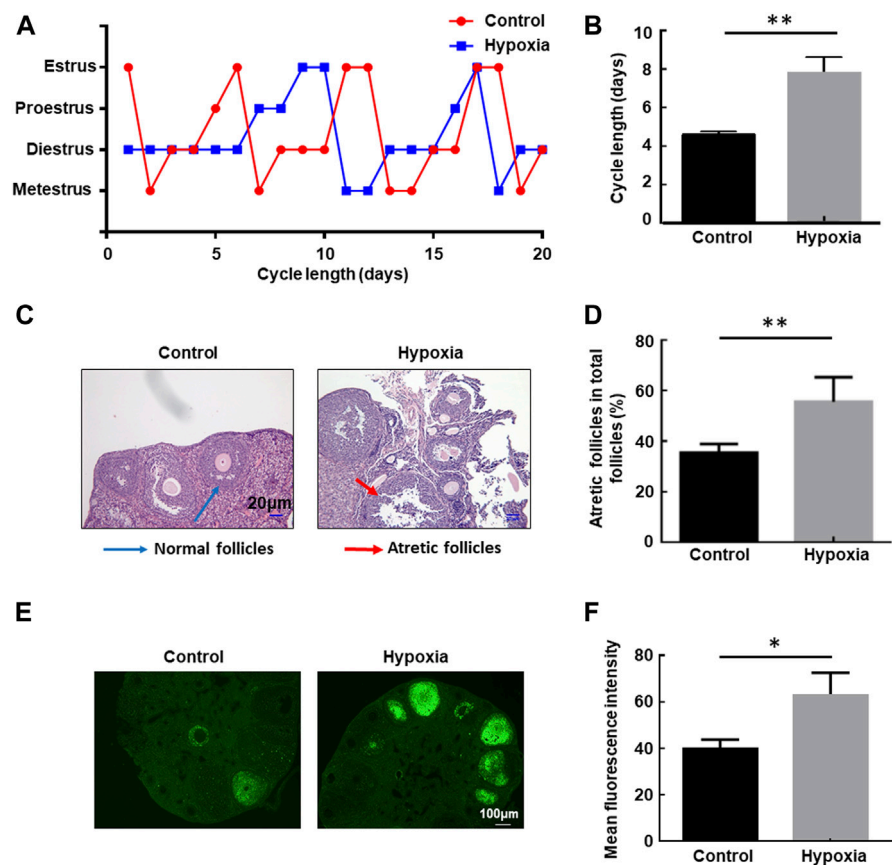 A
Control
Hypoxia
Estrus
Proestrus
Diestrus
Metestrus
0 5 10 15 20
Cycle length (days)
B
**
Cycle length (days)
10
8
6
4
2
0
Control Hypoxia
C
Control Hypoxia
20μm
Normal follicles Atretic follicles
D
**
Atretic follicles in total
follicles (%)
80
60
40
20
0
Control Hypoxia
E
Control Hypoxia
100μm
F
*
Mean fluorescence intensity
80
60
40
20
0
Control Hypoxia